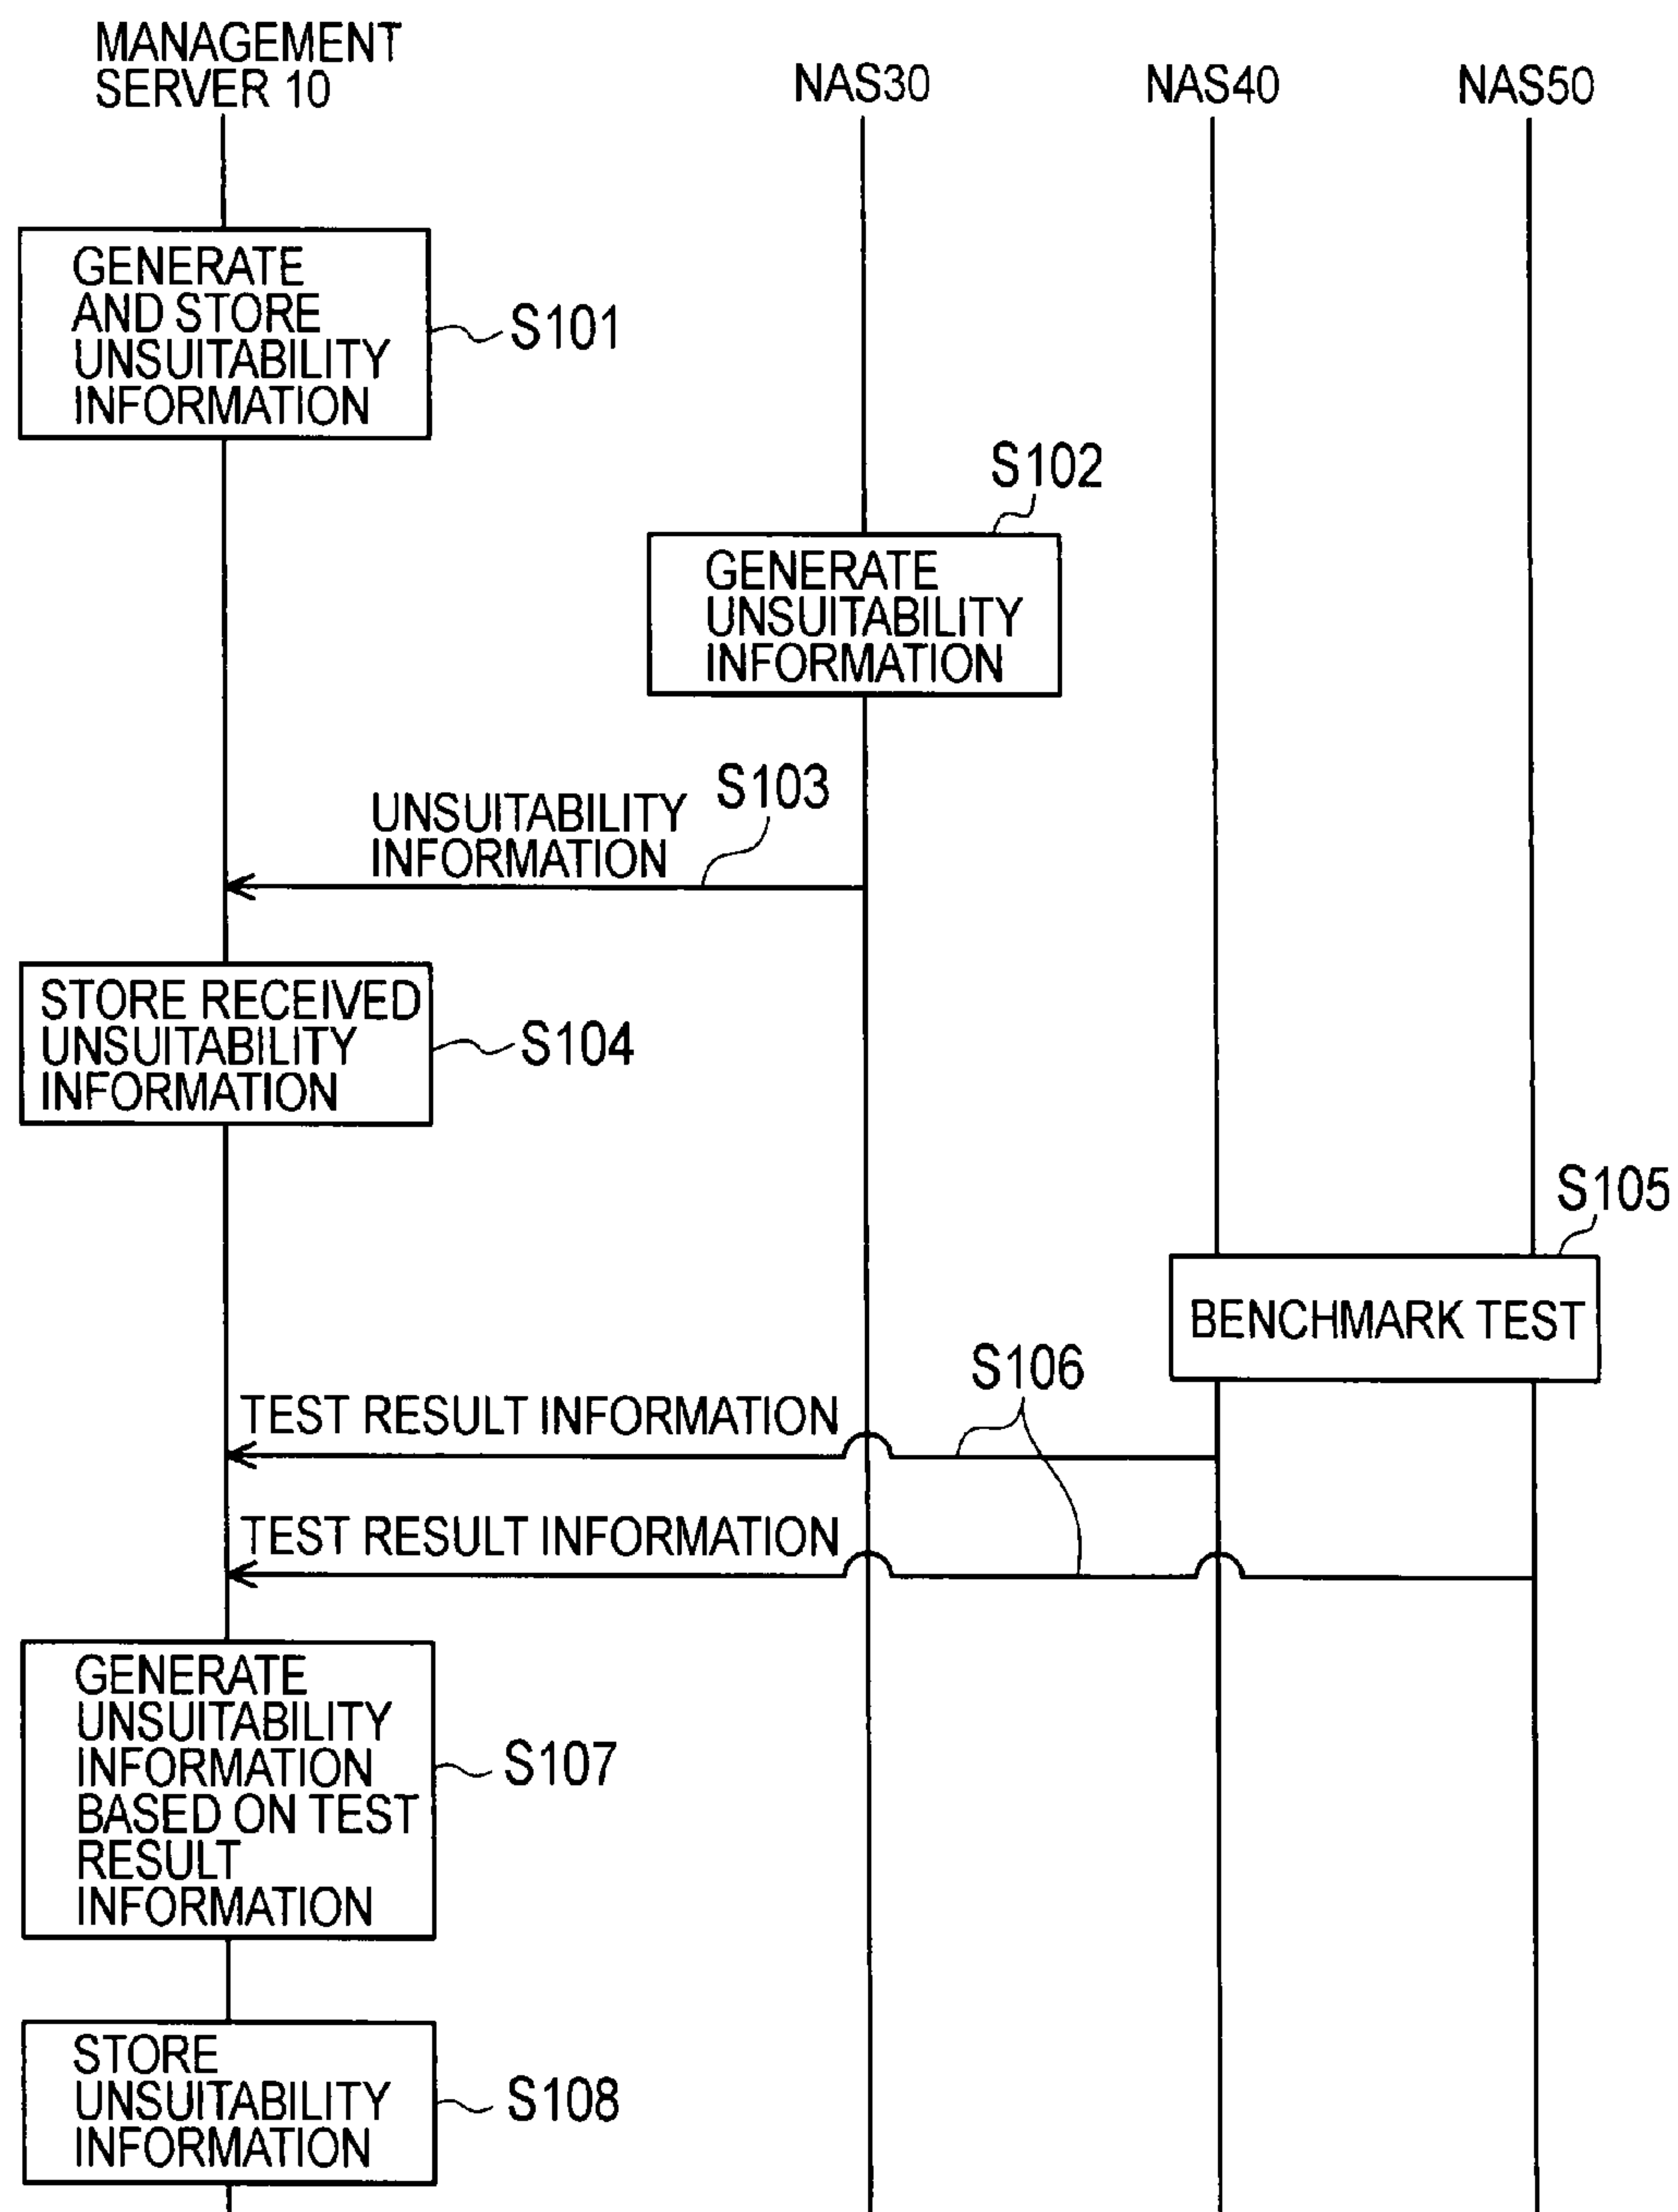 MANAGEMENT
SERVER 10
NAS30
NAS40
NAS50
GENERATE
AND STORE
UNSUITABILITY
INFORMATION
S101
S102
GENERATE
UNSUITABILITY
INFORMATION
S103
UNSUITABILITY
INFORMATION
STORE RECEIVED
UNSUITABILITY
INFORMATION
S104
S105
BENCHMARK TEST
S106
TEST RESULT INFORMATION
TEST RESULT INFORMATION
GENERATE
UNSUITABILITY
INFORMATION
BASED ON TEST
RESULT
INFORMATION
S107
STORE
UNSUITABILITY
INFORMATION
S108